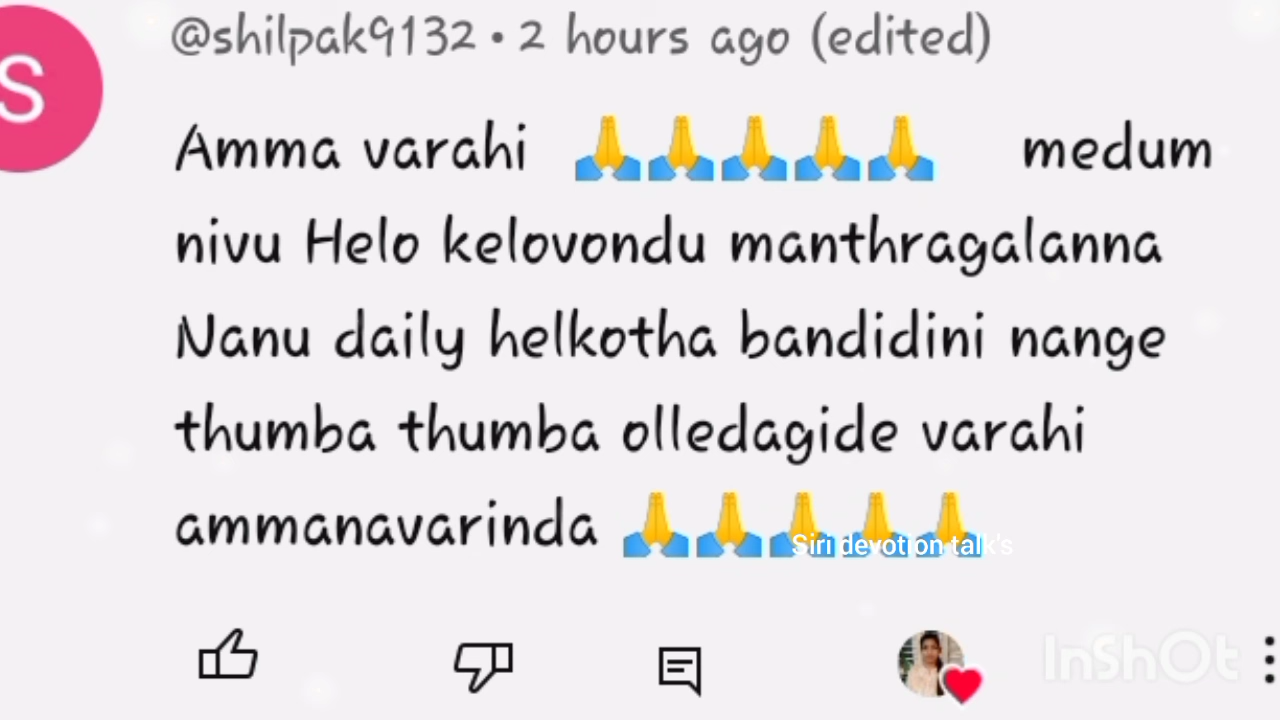 S
@shilpak9132 • 2 hours ago (edited)
Amma varahi 🙏🙏🙏🙏🙏 medum
nivu Helo kelovondu manthragalanna
Nanu daily helkotha bandidini nange
thumba thumba olledagide varahi
ammanavarinda 🙏🙏🙏🙏🙏
Siri devotion talk's
InShOt